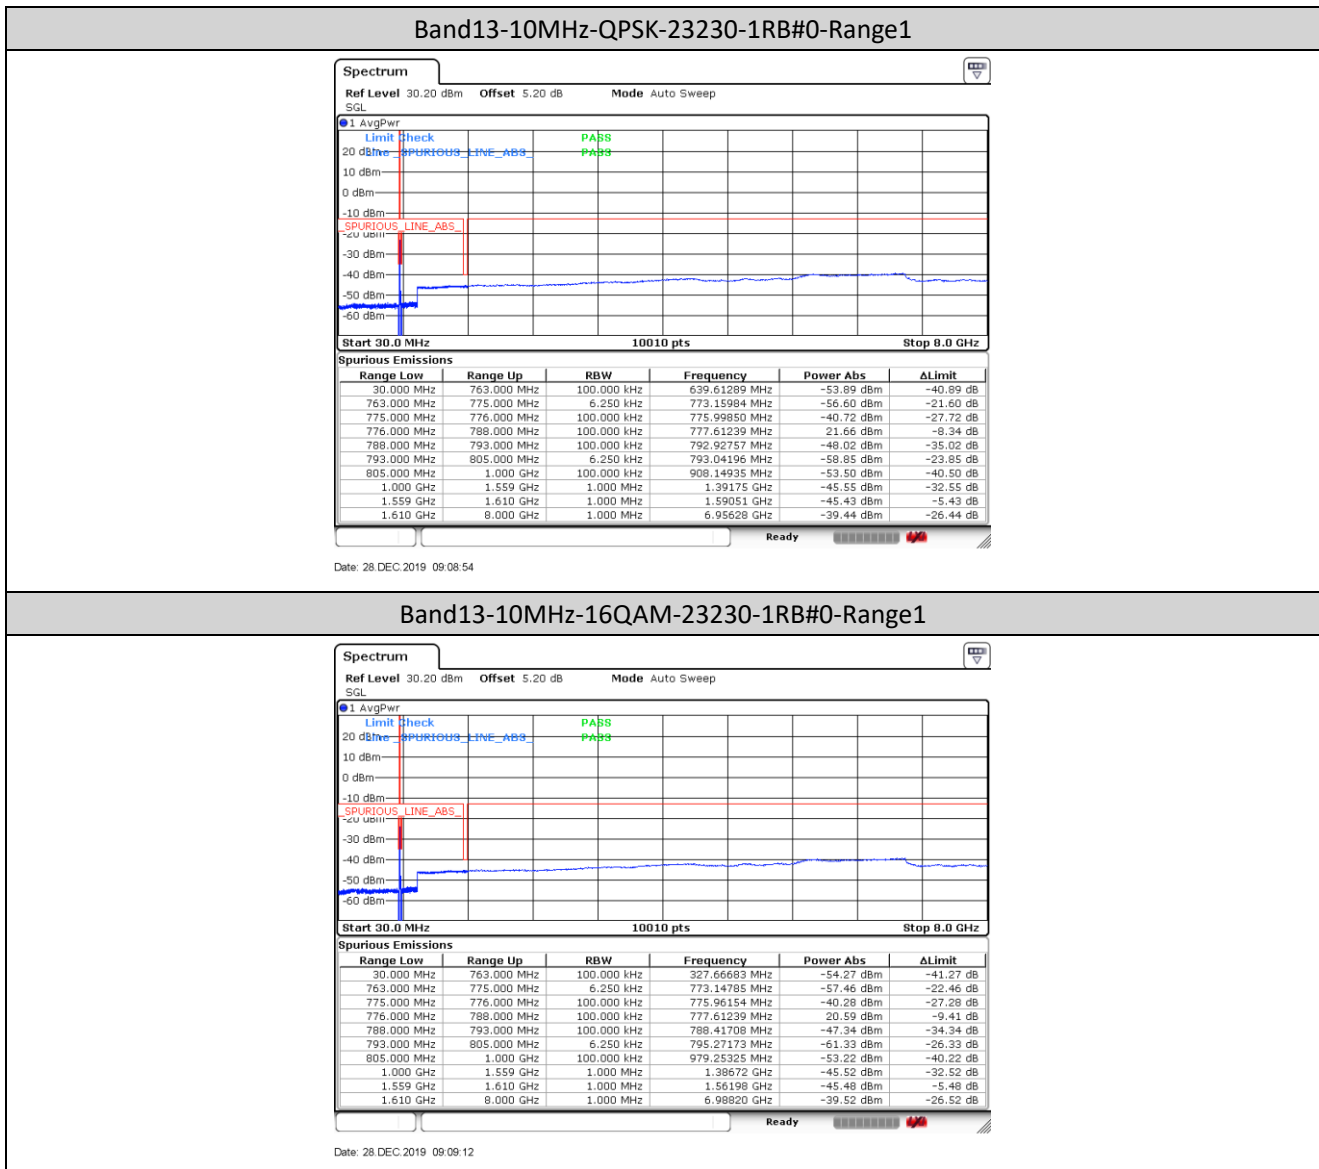 Band13-10MHz-QPSK-23230-1RB#0-Range1
Spectrum
Ref Level 30.20 dBm Offset 5.20 dB Mode Auto Sweep
SGL
1 AvgPwr
Limit Check PASS
20 dBm Line _SPURIOUS_LINE_ABS_ PASS
10 dBm
0 dBm
-10 dBm
_SPURIOUS_LINE_ABS_
-20 dBm
-30 dBm
-40 dBm
-50 dBm
-60 dBm
Start 30.0 MHz 10010 pts Stop 8.0 GHz
Spurious Emissions
Range Low Range Up RBW Frequency Power Abs ΔLimit
30.000 MHz 763.000 MHz 100.000 kHz 639.61289 MHz -53.89 dBm -40.89 dB
763.000 MHz 775.000 MHz 6.250 kHz 773.15984 MHz -56.60 dBm -21.60 dB
775.000 MHz 776.000 MHz 100.000 kHz 775.99850 MHz -40.72 dBm -27.72 dB
776.000 MHz 788.000 MHz 100.000 kHz 777.61239 MHz 21.66 dBm -8.34 dB
788.000 MHz 793.000 MHz 100.000 kHz 792.92757 MHz -48.02 dBm -35.02 dB
793.000 MHz 805.000 MHz 6.250 kHz 793.04196 MHz -58.85 dBm -23.85 dB
805.000 MHz 1.000 GHz 100.000 kHz 908.14935 MHz -53.50 dBm -40.50 dB
1.000 GHz 1.559 GHz 1.000 MHz 1.39175 GHz -45.55 dBm -32.55 dB
1.559 GHz 1.610 GHz 1.000 MHz 1.59051 GHz -45.43 dBm -5.43 dB
1.610 GHz 8.000 GHz 1.000 MHz 6.95628 GHz -39.44 dBm -26.44 dB
Ready
Date: 28.DEC.2019 09:08:54
Band13-10MHz-16QAM-23230-1RB#0-Range1
Spectrum
Ref Level 30.20 dBm Offset 5.20 dB Mode Auto Sweep
SGL
1 AvgPwr
Limit Check PASS
20 dBm Line _SPURIOUS_LINE_ABS_ PASS
10 dBm
0 dBm
-10 dBm
_SPURIOUS_LINE_ABS_
-20 dBm
-30 dBm
-40 dBm
-50 dBm
-60 dBm
Start 30.0 MHz 10010 pts Stop 8.0 GHz
Spurious Emissions
Range Low Range Up RBW Frequency Power Abs ΔLimit
30.000 MHz 763.000 MHz 100.000 kHz 327.66683 MHz -54.27 dBm -41.27 dB
763.000 MHz 775.000 MHz 6.250 kHz 773.14785 MHz -57.46 dBm -22.46 dB
775.000 MHz 776.000 MHz 100.000 kHz 775.96154 MHz -40.28 dBm -27.28 dB
776.000 MHz 788.000 MHz 100.000 kHz 777.61239 MHz 20.59 dBm -9.41 dB
788.000 MHz 793.000 MHz 100.000 kHz 788.41708 MHz -47.34 dBm -34.34 dB
793.000 MHz 805.000 MHz 6.250 kHz 795.27173 MHz -61.33 dBm -26.33 dB
805.000 MHz 1.000 GHz 100.000 kHz 979.25325 MHz -53.22 dBm -40.22 dB
1.000 GHz 1.559 GHz 1.000 MHz 1.38672 GHz -45.52 dBm -32.52 dB
1.559 GHz 1.610 GHz 1.000 MHz 1.56198 GHz -45.48 dBm -5.48 dB
1.610 GHz 8.000 GHz 1.000 MHz 6.98820 GHz -39.52 dBm -26.52 dB
Ready
Date: 28.DEC.2019 09:09:12